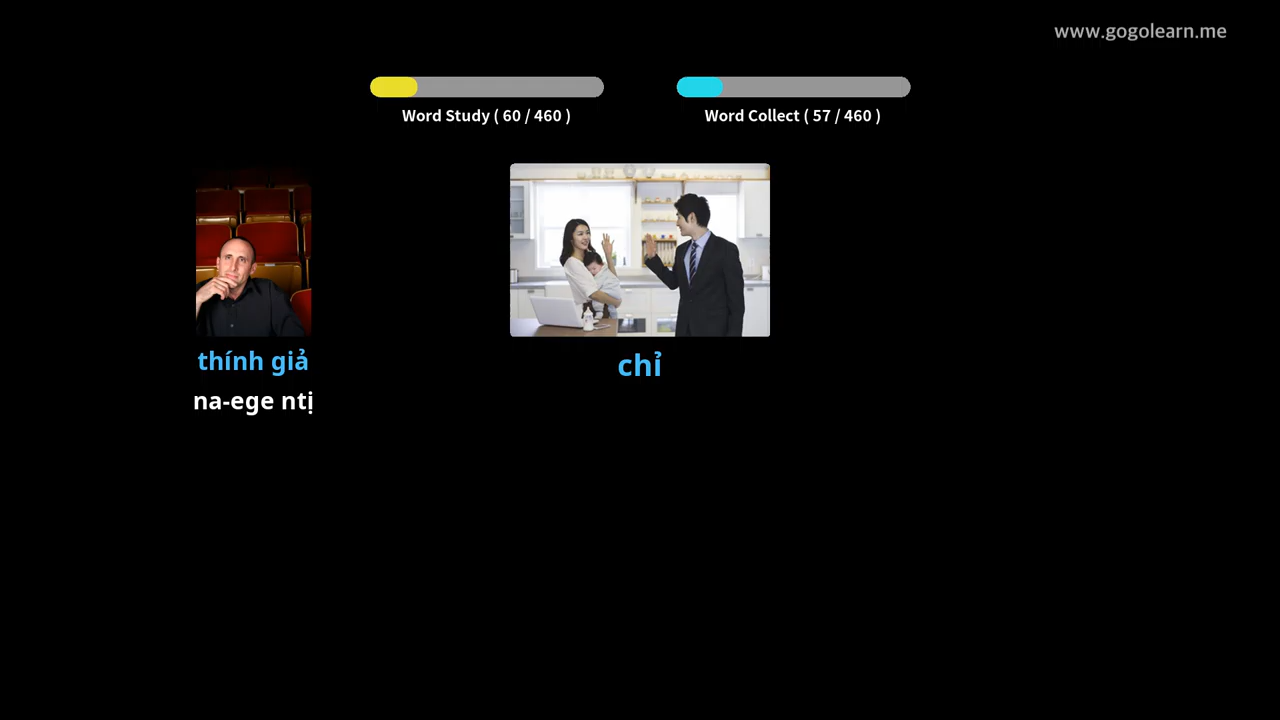 www.gogolearn.me
Word Study ( 60 / 460 )
Word Collect ( 57 / 460 )
thính giả
na-ege ntị
chỉ